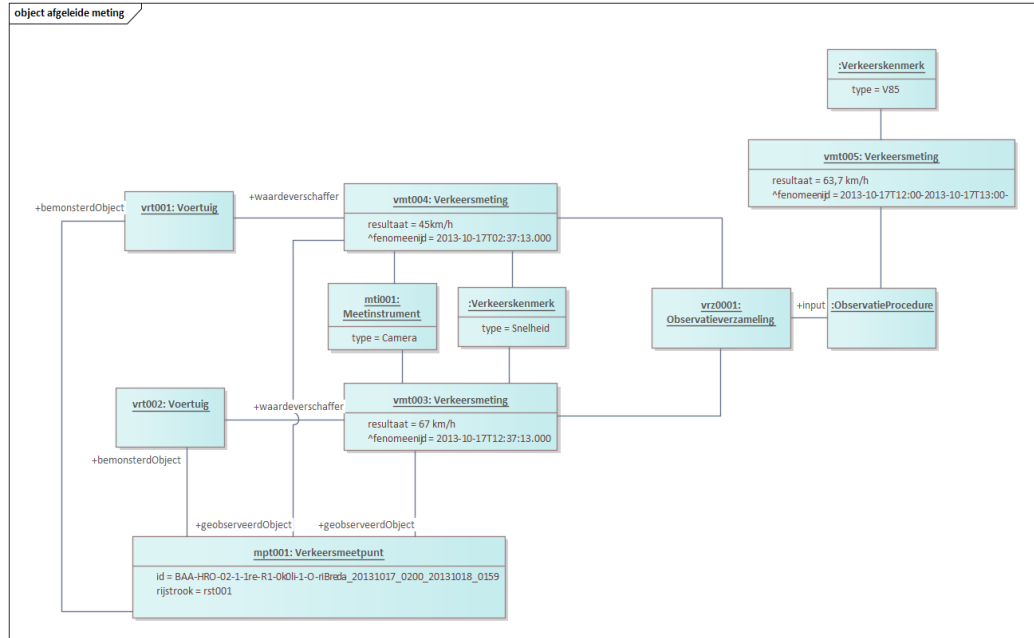 object afgeleide meting
:Verkeerskenmerk
type = V85
vmt005: Verkeersmeting
resultaat = 63,7 km/h
^fenomeenijd = 2013-10-17T12:00-2013-10-17T13:00-
+bemonsterdObject
vrt001: Voertuig
+waardeverschaffer
vmt004: Verkeersmeting
resultaat = 45km/h
^fenomeenijd = 2013-10-17T02:37:13.000
mti001:
Meetinstrument
type = Camera
:Verkeerskenmerk
type = Snelheid
vrz0001:
Observatieverzameling
+input
:ObservatieProcedure
vrt002: Voertuig
+waardeverschaffer
vmt003: Verkeersmeting
resultaat = 67 km/h
^fenomeenijd = 2013-10-17T12:37:13.000
+bemonsterdObject
+geobserveerdObject
+geobserveerdObject
mpt001: Verkeersmeetpunt
id = BAA-HRO-02-1-1re-R1-0k0li-1-O-riBreda_20131017_0200_20131018_0159
rijstrook = rst001